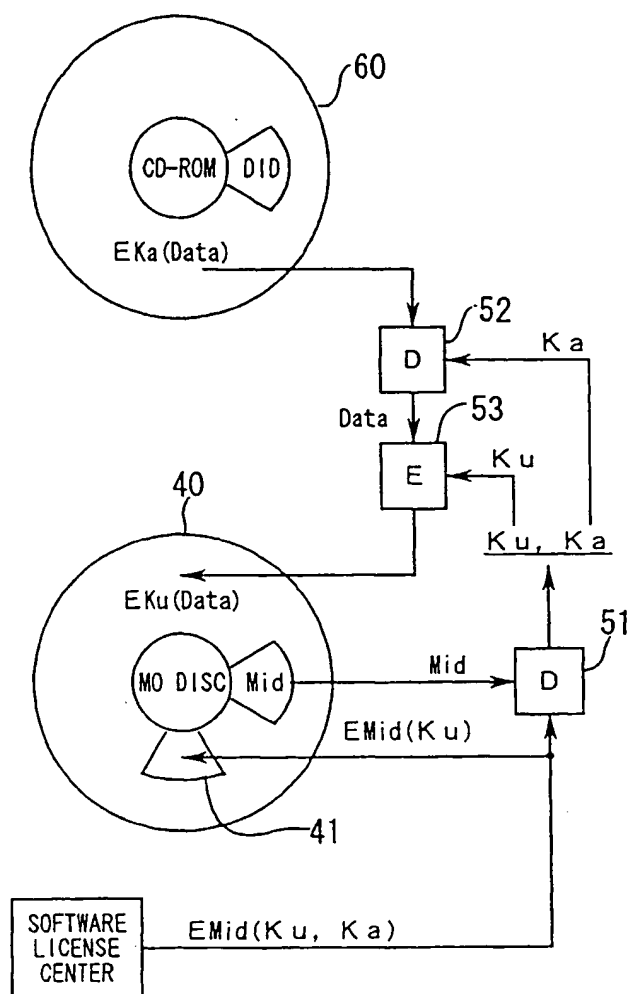 60
CD-ROM
DID
EKa(Data)
52
D
Ka
Data
53
E
Ku
40
Ku, Ka
EKu(Data)
51
MO DISC
Mid
Mid
D
EMid(Ku)
41
SOFTWARE
LICENSE
CENTER
EMid(Ku, Ka)